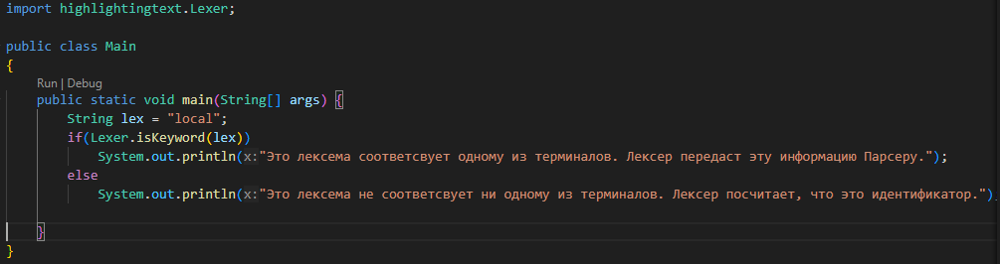 import highlightingtext.Lexer;
public class Main
{
Run | Debug
public static void main(String[] args) {
String lex = "local";
if(Lexer.isKeyword(lex))
System.out.println(x:"Это лексема соответсвует одному из терминалов. Лексер передаст эту информацию Парсеру.");
else
System.out.println(x:"Это лексема не соответсвует ни одному из терминалов. Лексер посчитает, что это идентификатор.")
}
}